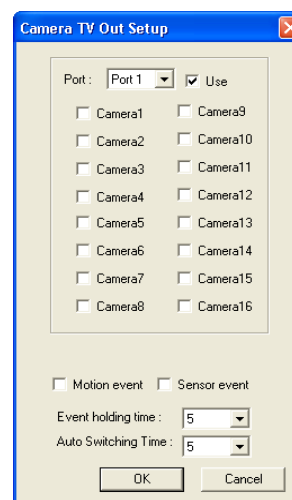 Camera TV Out Setup
Port : Port 1 Use
Camera1 Camera9
Camera2 Camera10
Camera3 Camera11
Camera4 Camera12
Camera5 Camera13
Camera6 Camera14
Camera7 Camera15
Camera8 Camera16
Motion event Sensor event
Event holding time : 5
Auto Switching Time : 5
OK Cancel